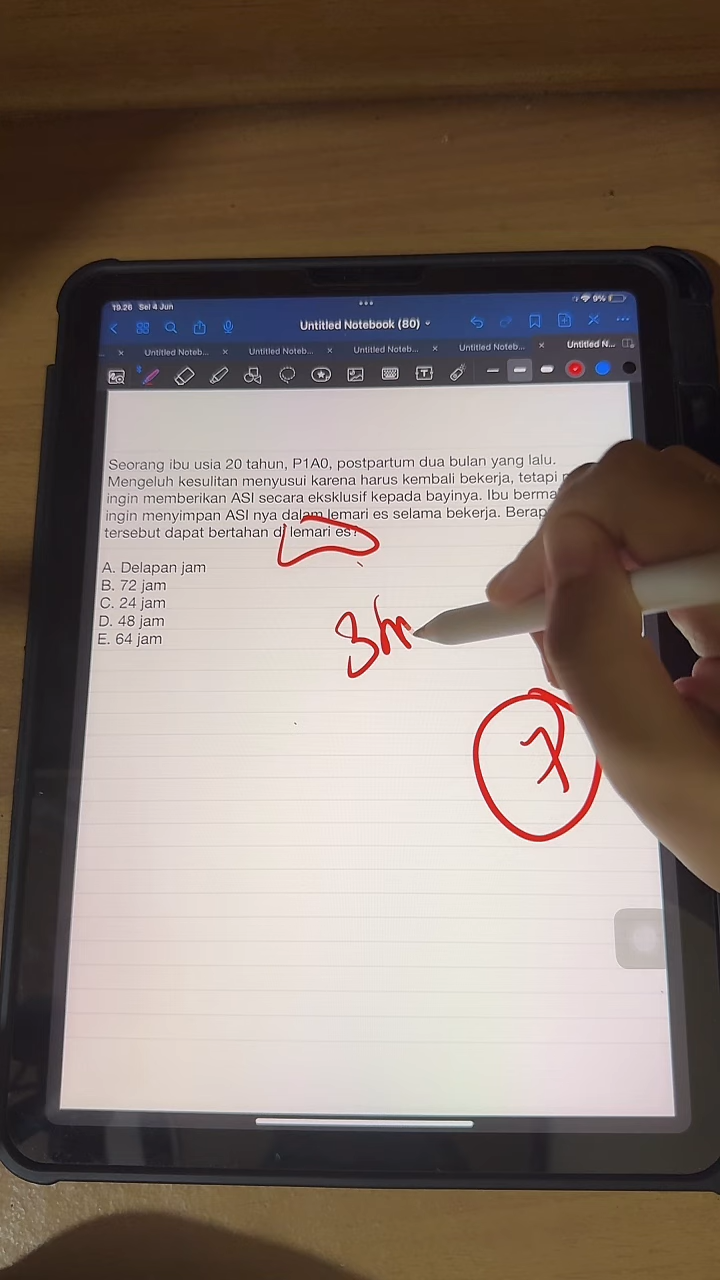 19.26 Sel 4 Jun
9%
Untitled Notebook (80)
Untitled Noteb... Untitled Noteb... Untitled Noteb... Untitled Noteb... Untitled N...
Seorang ibu usia 20 tahun, P1A0, postpartum dua bulan yang lalu.
Mengeluh kesulitan menyusui karena harus kembali bekerja, tetapi
ingin memberikan ASI secara eksklusif kepada bayinya. Ibu
ingin menyimpan ASI nya dalam lemari es selama bekerja.
tersebut dapat bertahan di lemari es?
A. Delapan jam
B. 72 jam
C. 24 jam
D. 48 jam
E. 64 jam
7